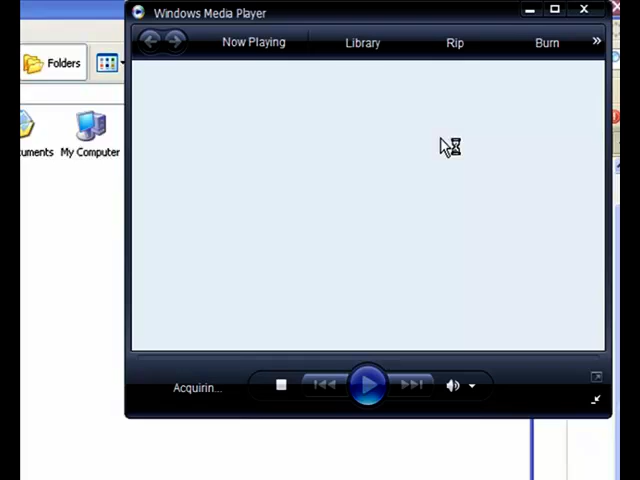 Windows Media Player
Now Playing
Library
Rip
Burn
»
Folders
uments
My Computer
Acquirin...